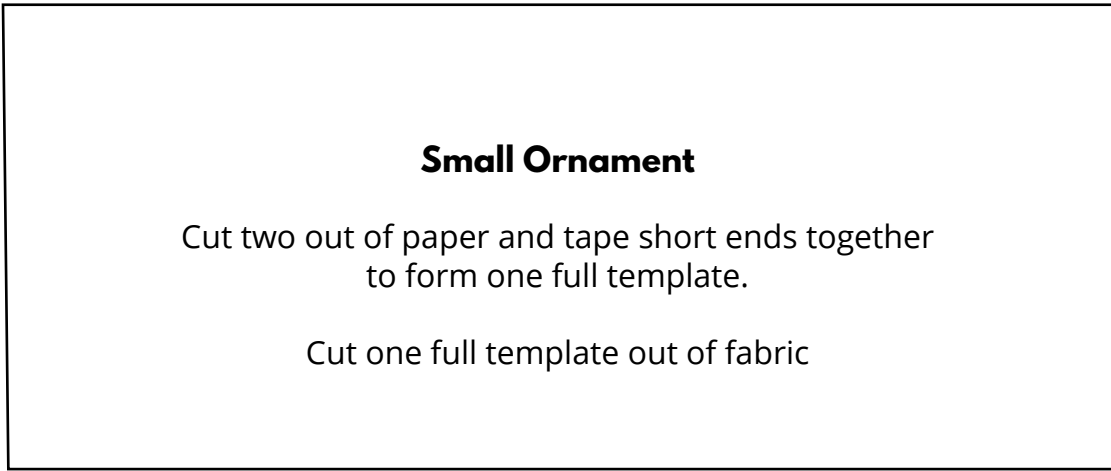 Small Ornament
Cut two out of paper and tape short ends together
to form one full template.
Cut one full template out of fabric